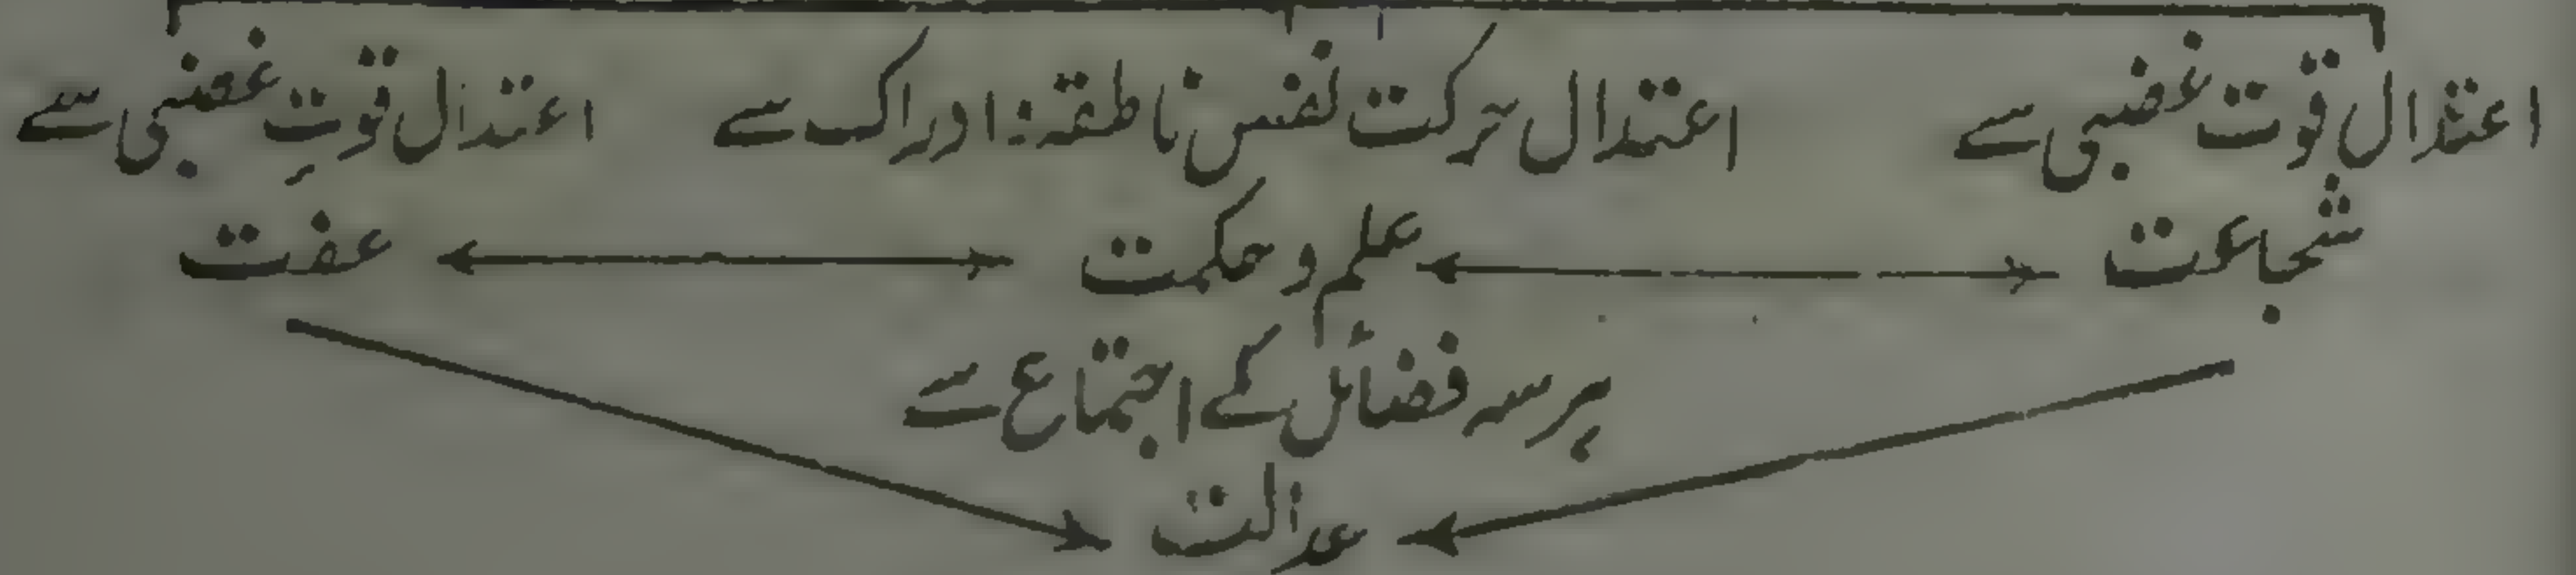 اعتدال قوت غضبی سے اعتدال حرکت نفس ناطقہ: ادراک سے اعتدال قوتِ غضبی سے
شجاعت علم و حکمت عفت
ہر سہ فضائل کے اجتماع سے
عدالت